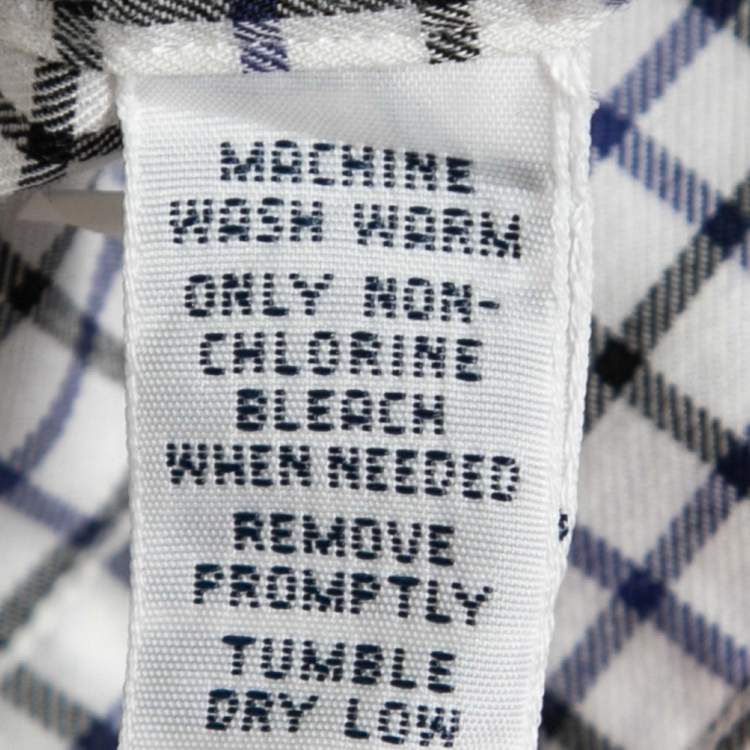 MACHINE
WASH WARM
ONLY NON-
CHLORINE
BLEACH
WHEN NEEDED
REMOVE
PROMPTLY
TUMBLE
DRY LOW